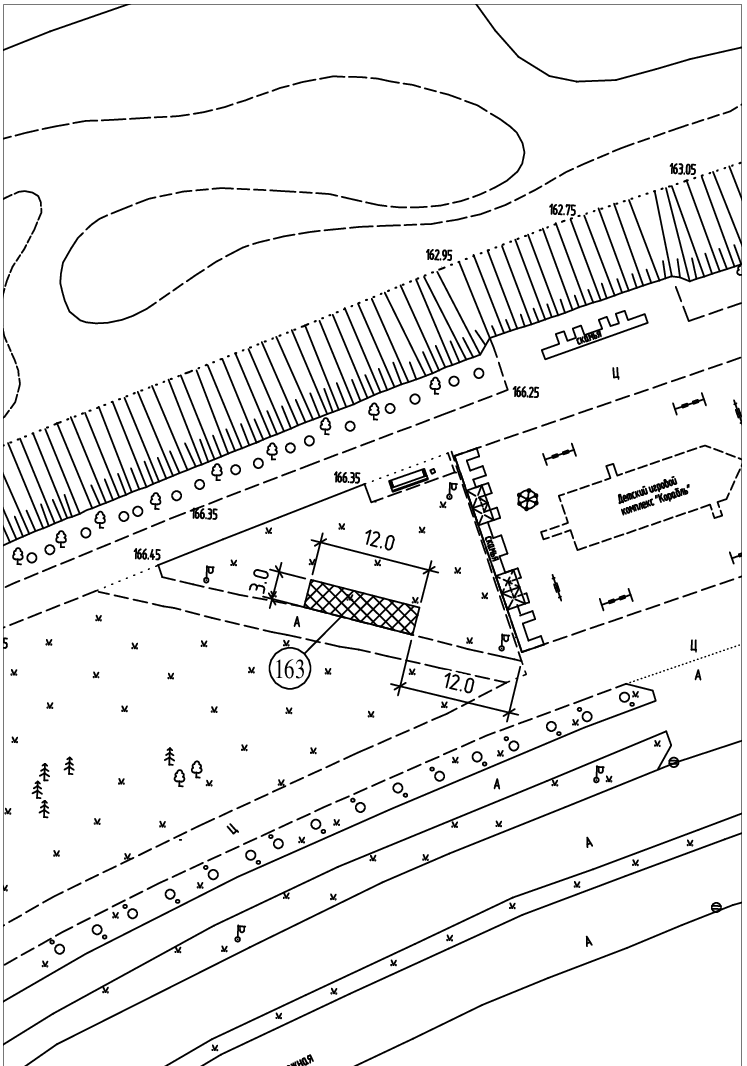 163.05
162.75
162.95
скамья
166.25
Ц
166.35
Детский игровой
комплекс "Корабль"
166.35
166.45
12.0
скамья
3.0
А
163
12.0
Ц
А
Ц
А
А
А